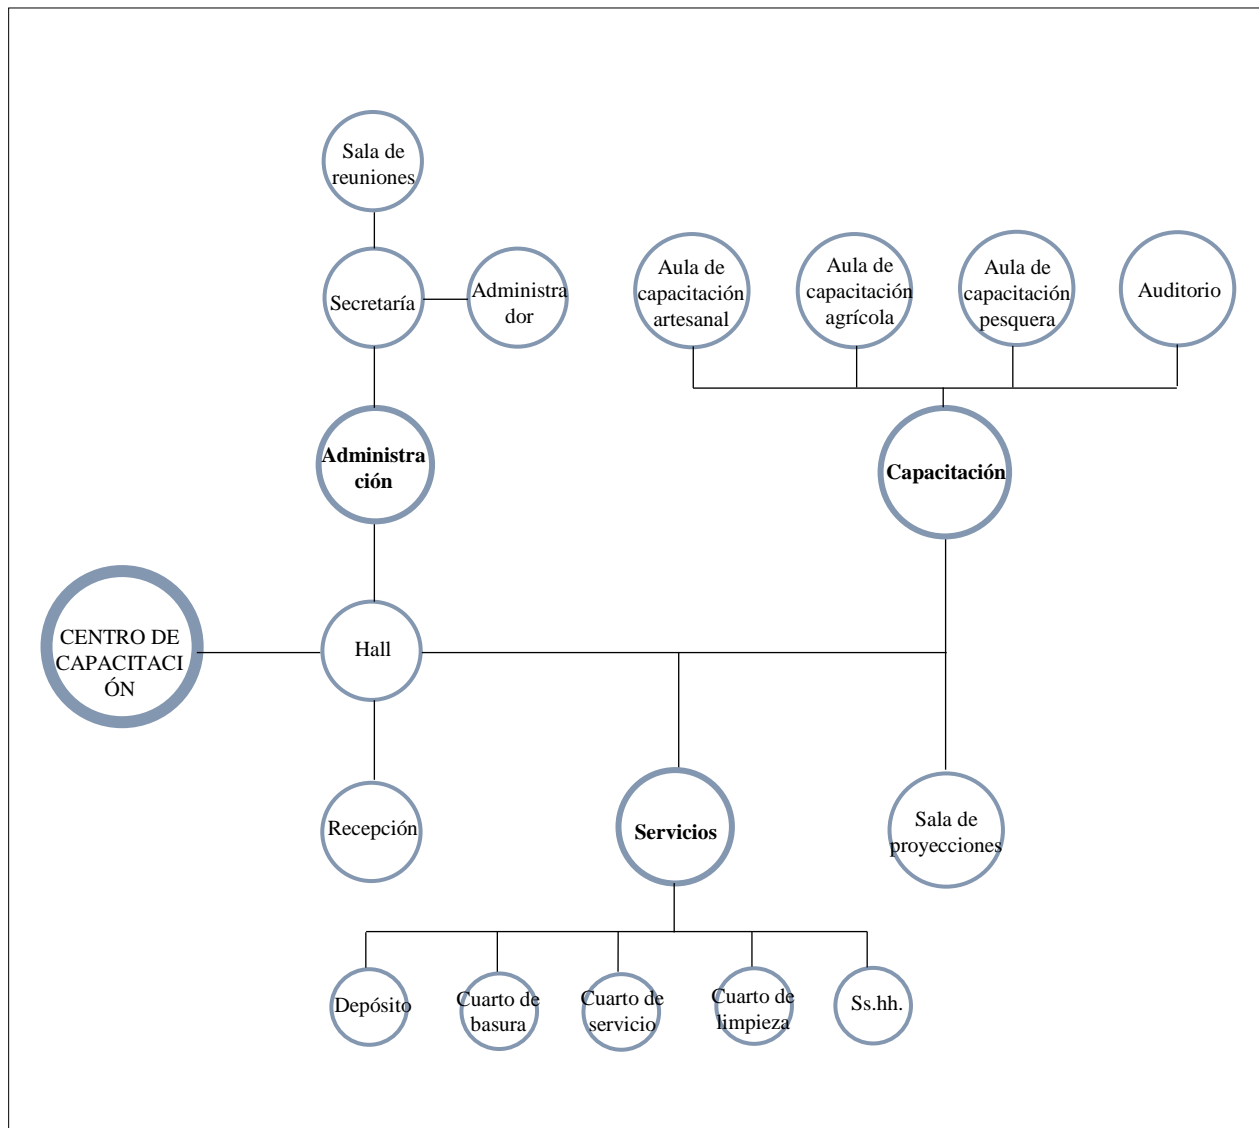 Sala de
reuniones
Secretaría
Administra
dor
Aula de
capacitación
artesanal
Aula de
capacitación
agrícola
Aula de
capacitación
pesquera
Auditorio
Administra
ción
Capacitación
CENTRO DE
CAPACITACI
ÓN
Hall
Recepción
Servicios
Sala de
proyecciones
Depósito
Cuarto de
basura
Cuarto de
servicio
Cuarto de
limpieza
Ss.hh.